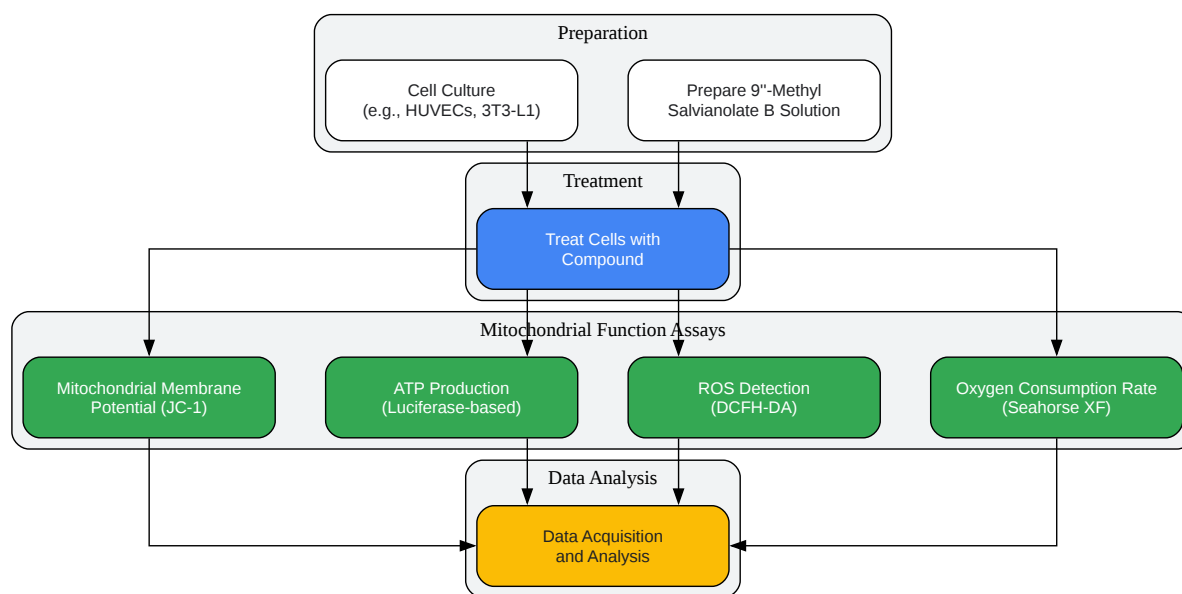 Preparation
Cell Culture
(e.g., HUVECs, 3T3-L1)
Prepare 9"-Methyl
Salvianolate B Solution
Treatment
Treat Cells with
Compound
Mitochondrial Function Assays
Mitochondrial Membrane
Potential (JC-1)
ATP Production
(Luciferase-based)
ROS Detection
(DCFH-DA)
Oxygen Consumption Rate
(Seahorse XF)
Data Analysis
Data Acquisition
and Analysis